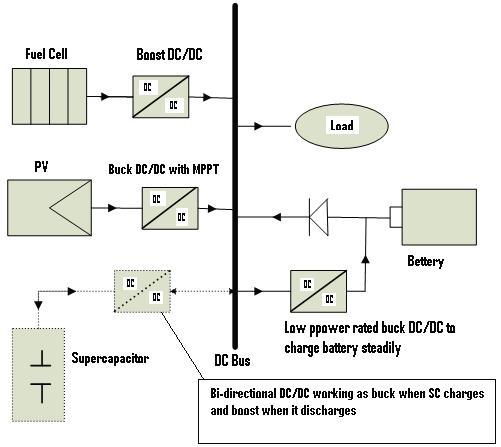 Fuel Cell
Boost DC/DC
DC
DC
Load
PV
Buck DC/DC with MPPT
DC
DC
Bettery
DC
DC
DC
DC
Supercapacitor
Low ppower rated buck DC/DC to
charge battery steadily
DC Bus
Bi-directional DC/DC working as buck when SC charges
and boost when it discharges